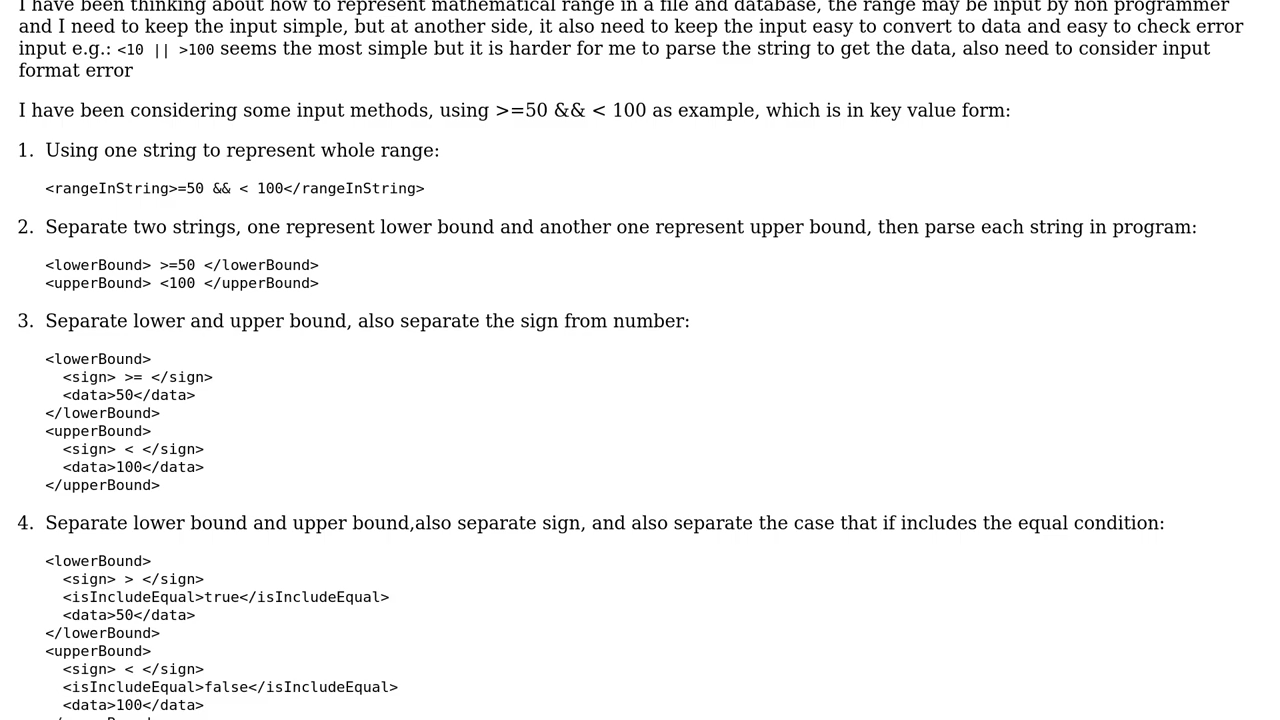 I have been thinking about how to represent mathematical range in a file and database, the range may be input by non programmer
and I need to keep the input simple, but at another side, it also need to keep the input easy to convert to data and easy to check error
input e.g.: <10 || >100 seems the most simple but it is harder for me to parse the string to get the data, also need to consider input
format error
I have been considering some input methods, using >=50 && < 100 as example, which is in key value form:
1. Using one string to represent whole range:
<rangeInString>=50 && < 100</rangeInString>
2. Separate two strings, one represent lower bound and another one represent upper bound, then parse each string in program:
<lowerBound> >=50 </lowerBound>
<upperBound> <100 </upperBound>
3. Separate lower and upper bound, also separate the sign from number:
<lowerBound>
  <sign> >= </sign>
  <data>50</data>
</lowerBound>
<upperBound>
  <sign> < </sign>
  <data>100</data>
</upperBound>
4. Separate lower bound and upper bound,also separate sign, and also separate the case that if includes the equal condition:
<lowerBound>
  <sign> > </sign>
  <isIncludeEqual>true</isIncludeEqual>
  <data>50</data>
</lowerBound>
<upperBound>
  <sign> < </sign>
  <isIncludeEqual>false</isIncludeEqual>
  <data>100</data>